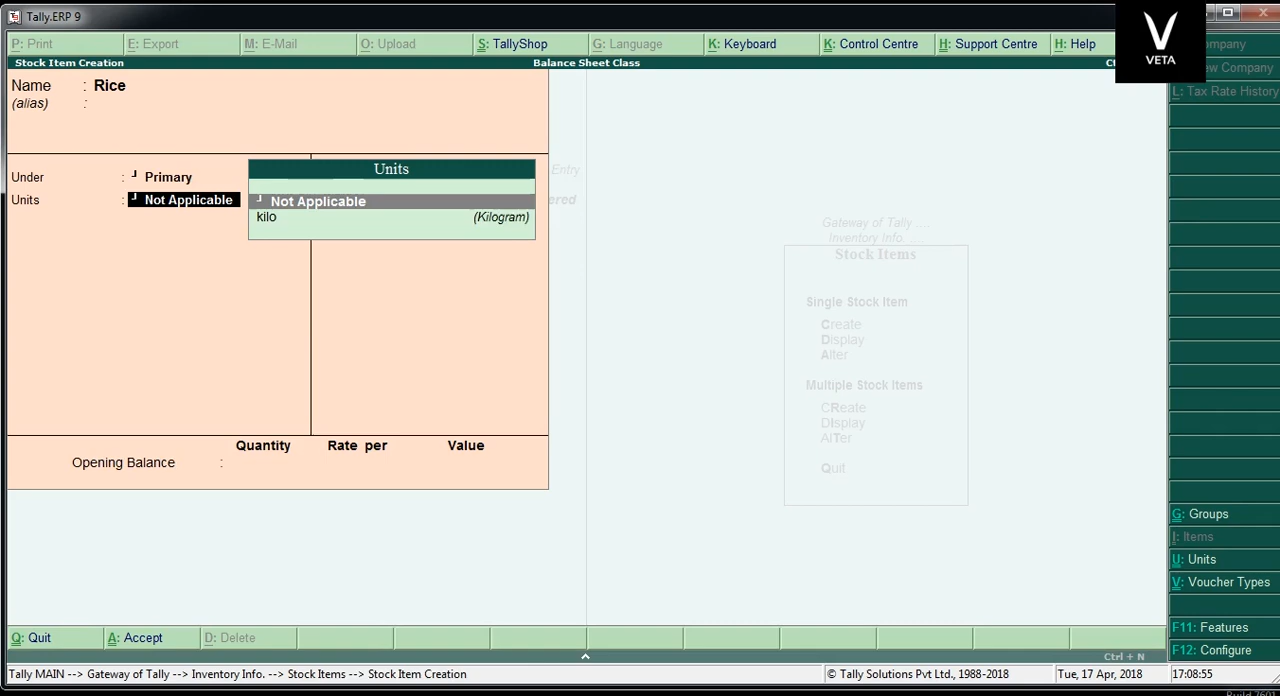 Tally.ERP 9
P: Print E: Export M: E-Mail O: Upload S: TallyShop G: Language K: Keyboard K: Control Centre H: Support Centre H: Help
VETA
Stock Item Creation Balance Sheet Class
Name : Rice
(alias) :
Under : ┘ Primary
Units : ┘ Not Applicable
Units
┘ Not Applicable
kilo (Kilogram)
Entry
Quantity Rate per Value
Opening Balance :
Gateway of Tally ....
Inventory Info.
Stock Items
Single Stock Item
Create
Display
Alter
Multiple Stock Items
CReate
DIsplay
AlTer
Quit
Company
L: Tax Rate History
G: Groups
I: Items
U: Units
V: Voucher Types
F11: Features
F12: Configure
Q: Quit A: Accept D: Delete
Ctrl + N
Tally MAIN --> Gateway of Tally --> Inventory Info. --> Stock Items --> Stock Item Creation © Tally Solutions Pvt Ltd., 1988-2018 Tue, 17 Apr, 2018 17:08:55